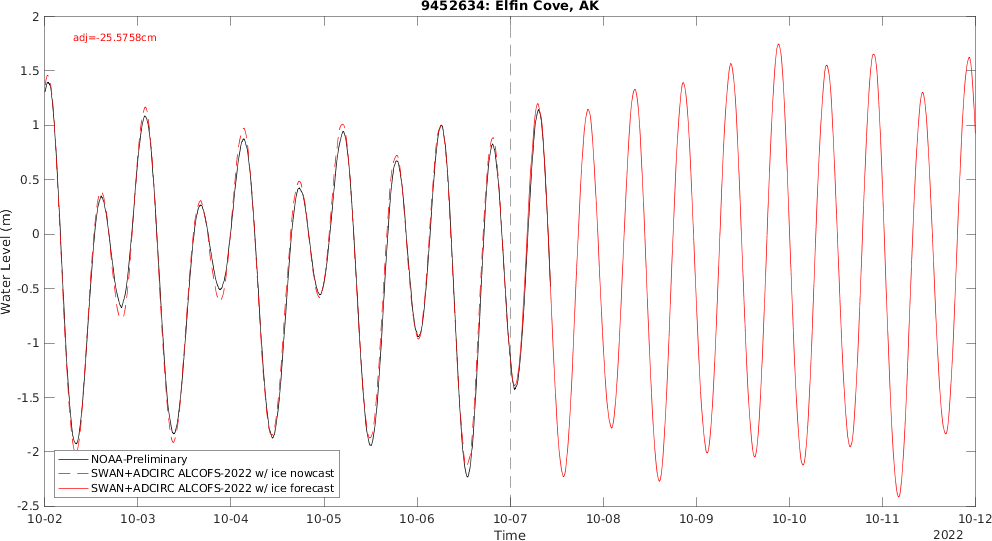 9452634: Elfin Cove, AK
adj=-25.5758cm
2
1.5
1
0.5
0
-0.5
-1
-1.5
-2
-2.5
Water Level (m)
NOAA-Preliminary
SWAN+ADCIRC ALCOFS-2022 w/ ice nowcast
SWAN+ADCIRC ALCOFS-2022 w/ ice forecast
10-02 10-03 10-04 10-05 10-06 10-07 10-08 10-09 10-10 10-11 10-12
Time
2022